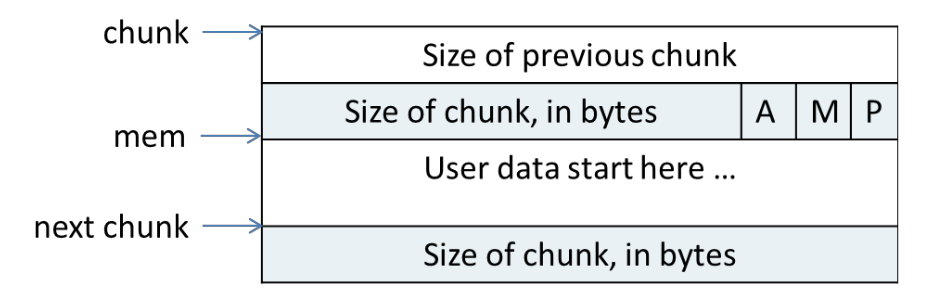 chunk
Size of previous chunk
Size of chunk, in bytes A M P
mem
User data start here ...
next chunk
Size of chunk, in bytes